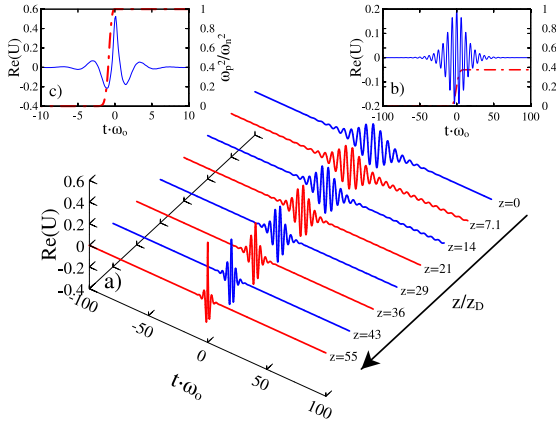 0.6
0.4
0.2
0
-0.2
-0.4
Re(U)
c)
1
0.8
0.6
0.4
0.2
0
ωp²/ωn²
-10 -5 0 5 10
t·ωo
0.2
0.1
0
-0.1
-0.2
Re(U)
b)
1
0.8
0.6
0.4
0.2
0
-100 -50 0 50 100
t·ωo
0.6
0.4
0.2
0
-0.2
-0.4
Re(U)
a)
-100
-50
0
50
100
t·ωo
z=0
z=7.1
z=14
z=21
z=29
z=36
z=43
z=55
z/zD